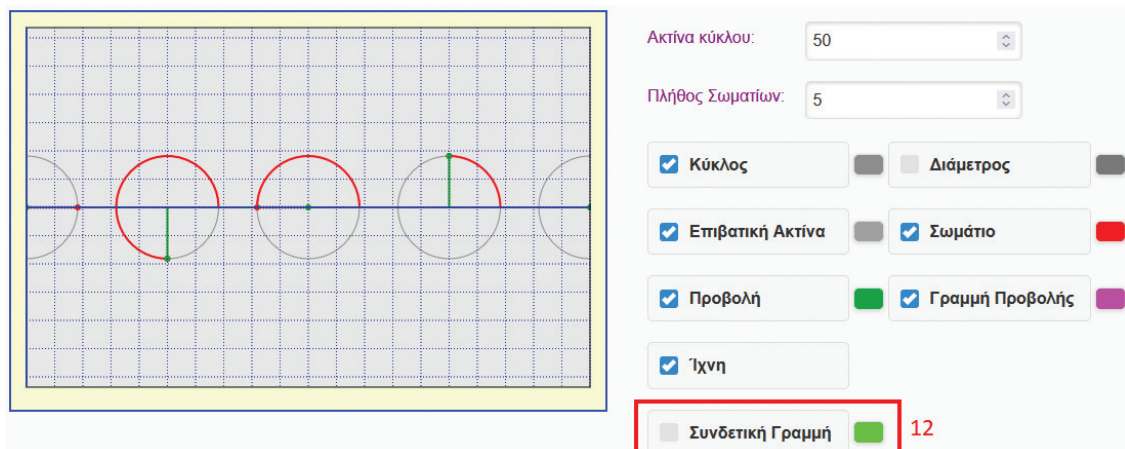 Ακτίνα κύκλου: 50
Πλήθος Σωματίων: 5
Κύκλος Διάμετρος
Επιβατική Ακτίνα Σωμάτιο
Προβολή Γραμμή Προβολής
Ίχνη
Συνδετική Γραμμή 12